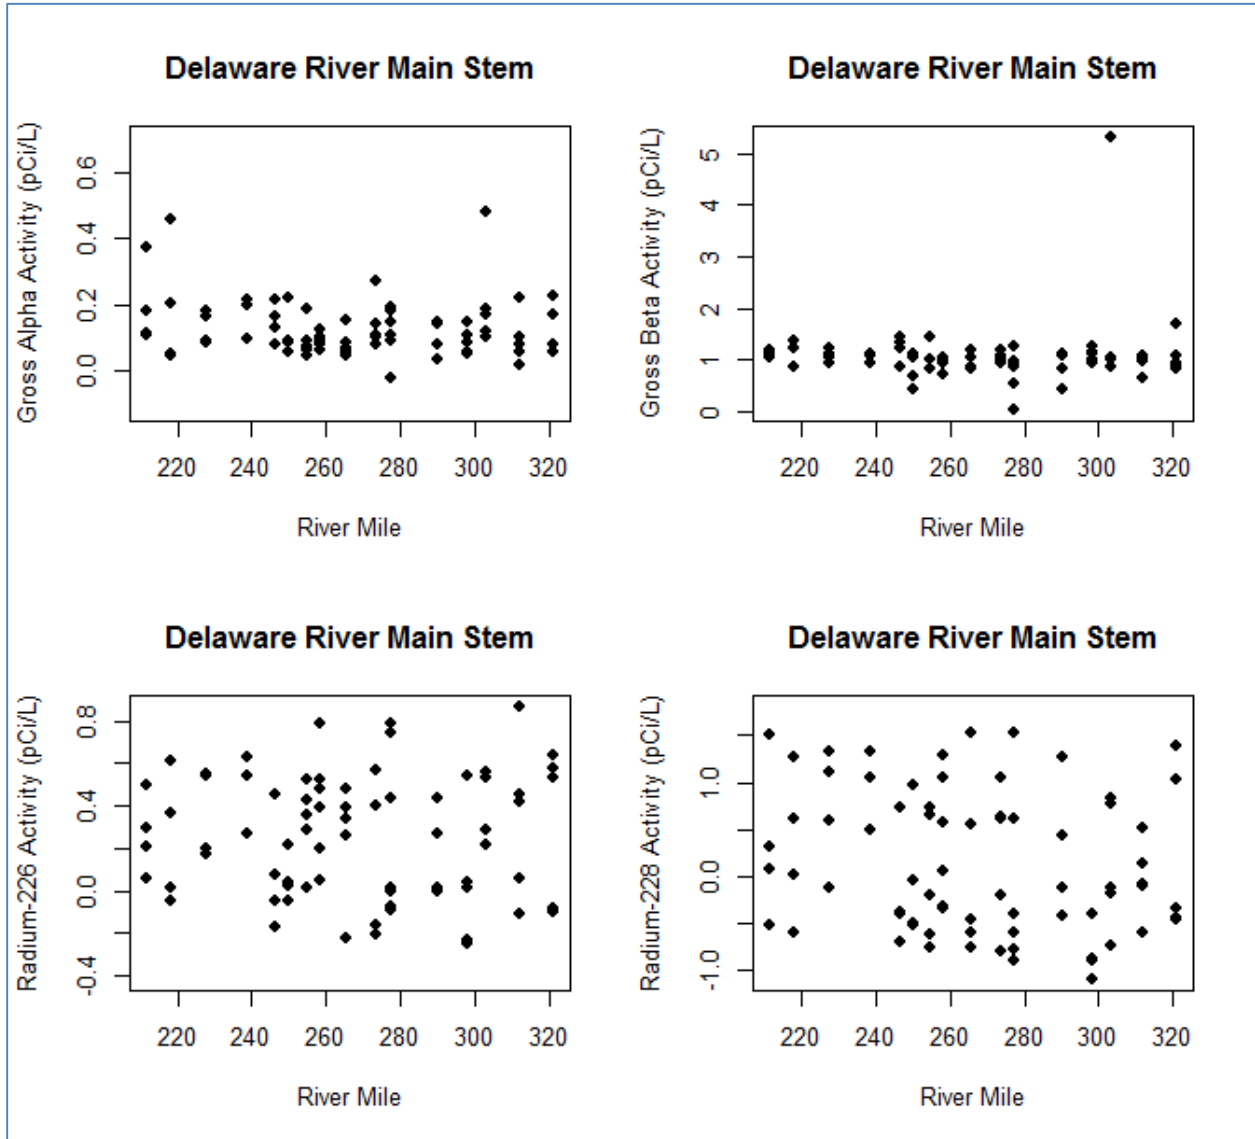 Delaware River Main Stem
Gross Alpha Activity (pCi/L)
0.6
0.4
0.2
0.0
220 240 260 280 300 320
River Mile
Delaware River Main Stem
Gross Beta Activity (pCi/L)
5
4
3
2
1
0
220 240 260 280 300 320
River Mile
Delaware River Main Stem
Radium-226 Activity (pCi/L)
0.8
0.4
0.0
-0.4
220 240 260 280 300 320
River Mile
Delaware River Main Stem
Radium-228 Activity (pCi/L)
1.0
0.0
-1.0
220 240 260 280 300 320
River Mile